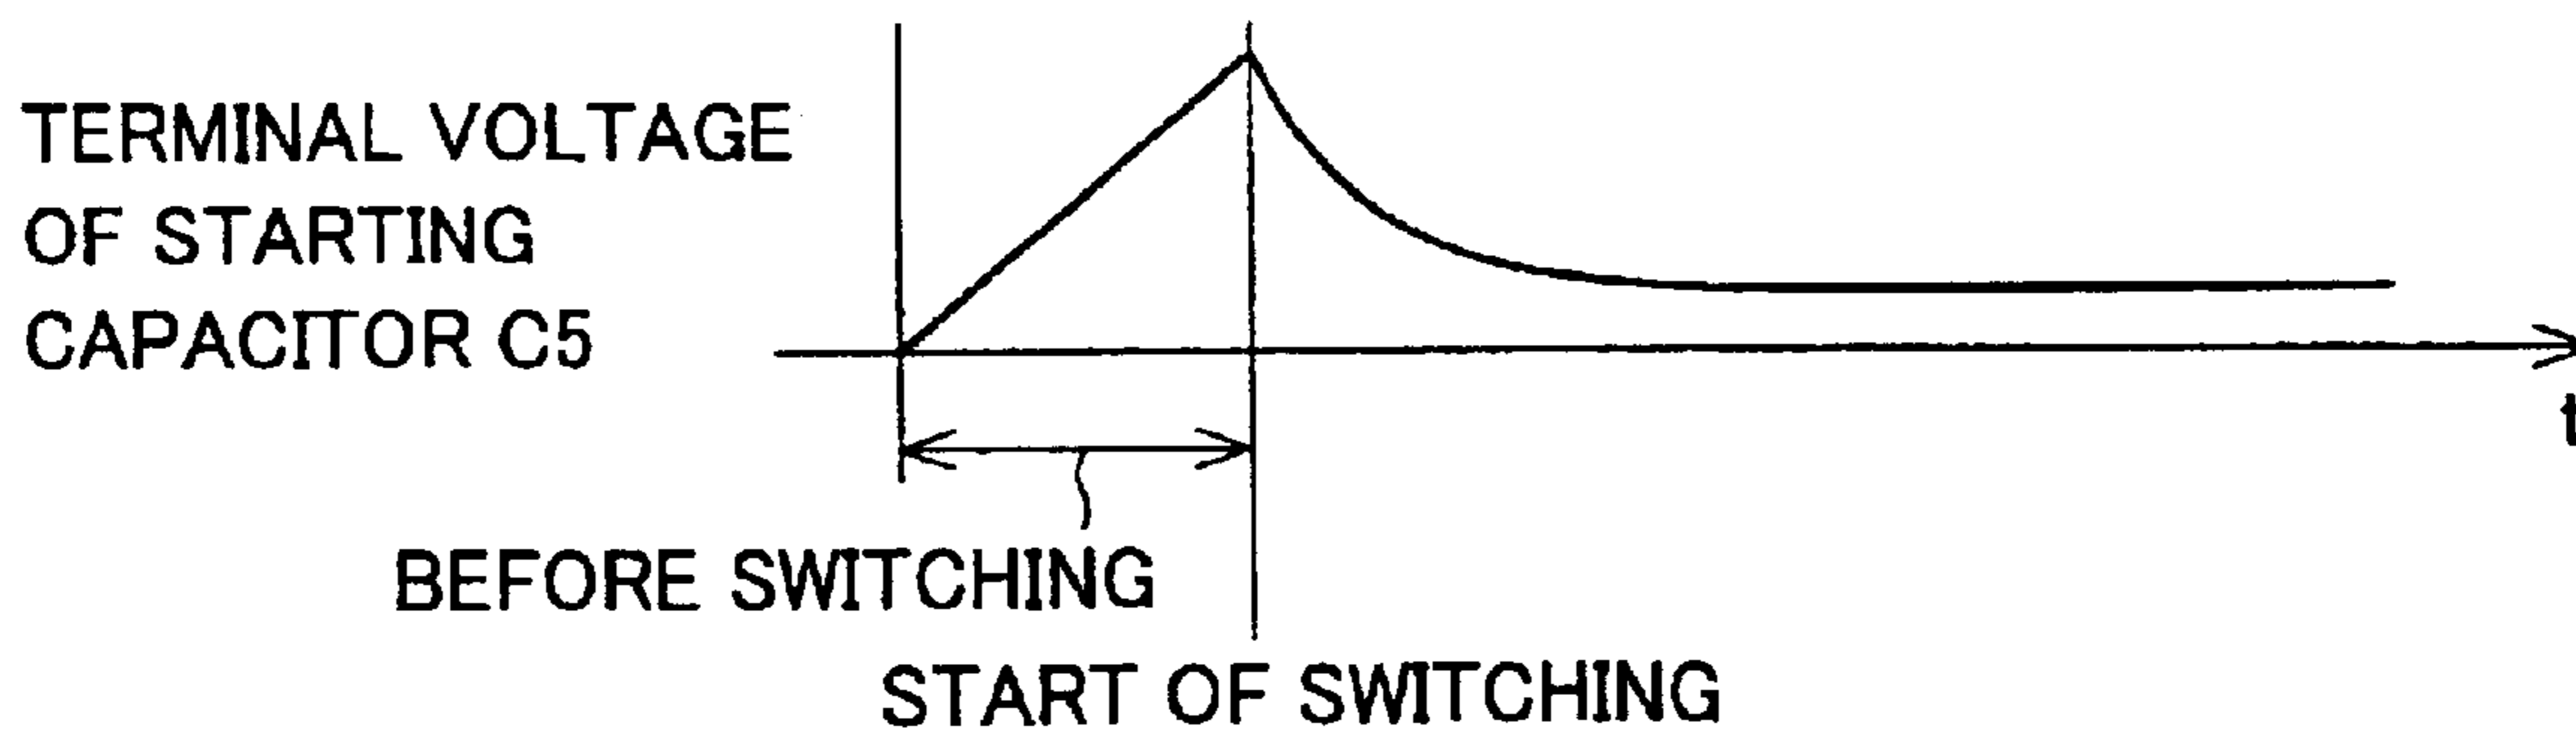 TERMINAL VOLTAGE
OF STARTING
CAPACITOR C5
t
BEFORE SWITCHING
START OF SWITCHING